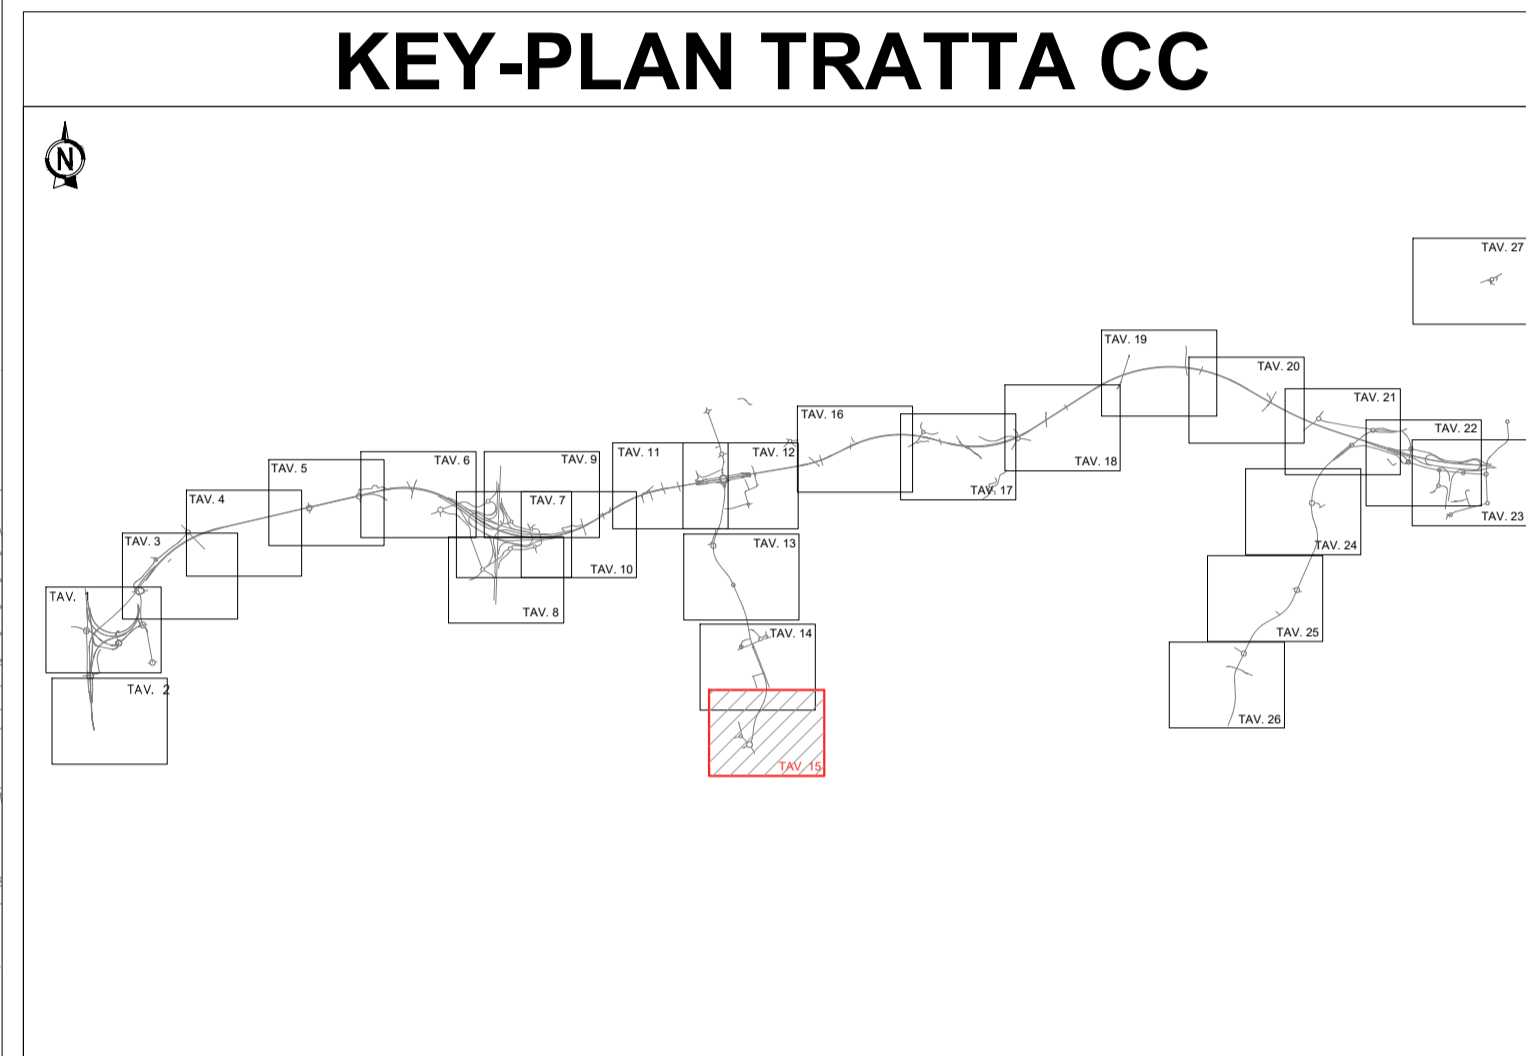 KEY-PLAN TRATTA CC
N
TAV. 27
TAV. 19
TAV. 20
TAV. 21
TAV. 16
TAV. 22
TAV. 11
TAV. 12
TAV. 9
TAV. 6
TAV. 5
TAV. 18
TAV. 17
TAV. 4
TAV. 7
TAV. 23
TAV. 3
TAV. 13
TAV. 24
TAV. 10
TAV. 1
TAV. 8
TAV. 14
TAV. 25
TAV. 2
TAV. 26
TAV. 15